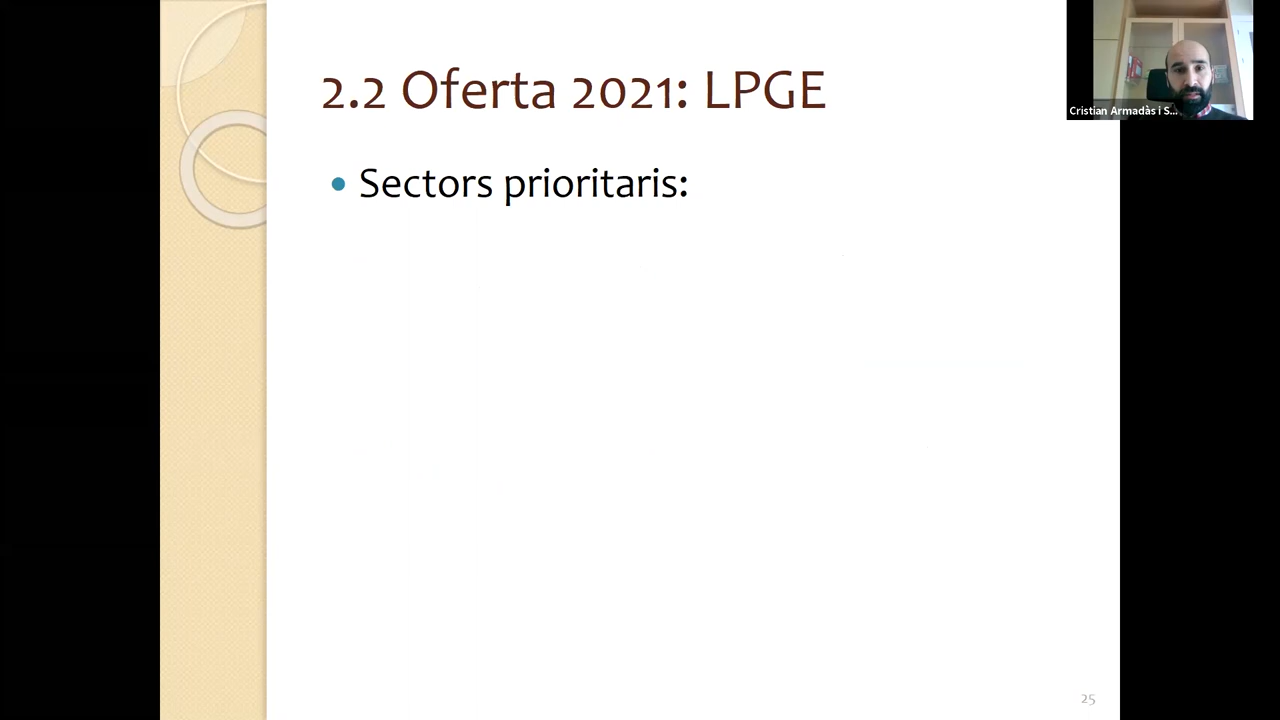 2.2 Oferta 2021: LPGE
Cristian Armadàs i S...
• Sectors prioritaris:
25